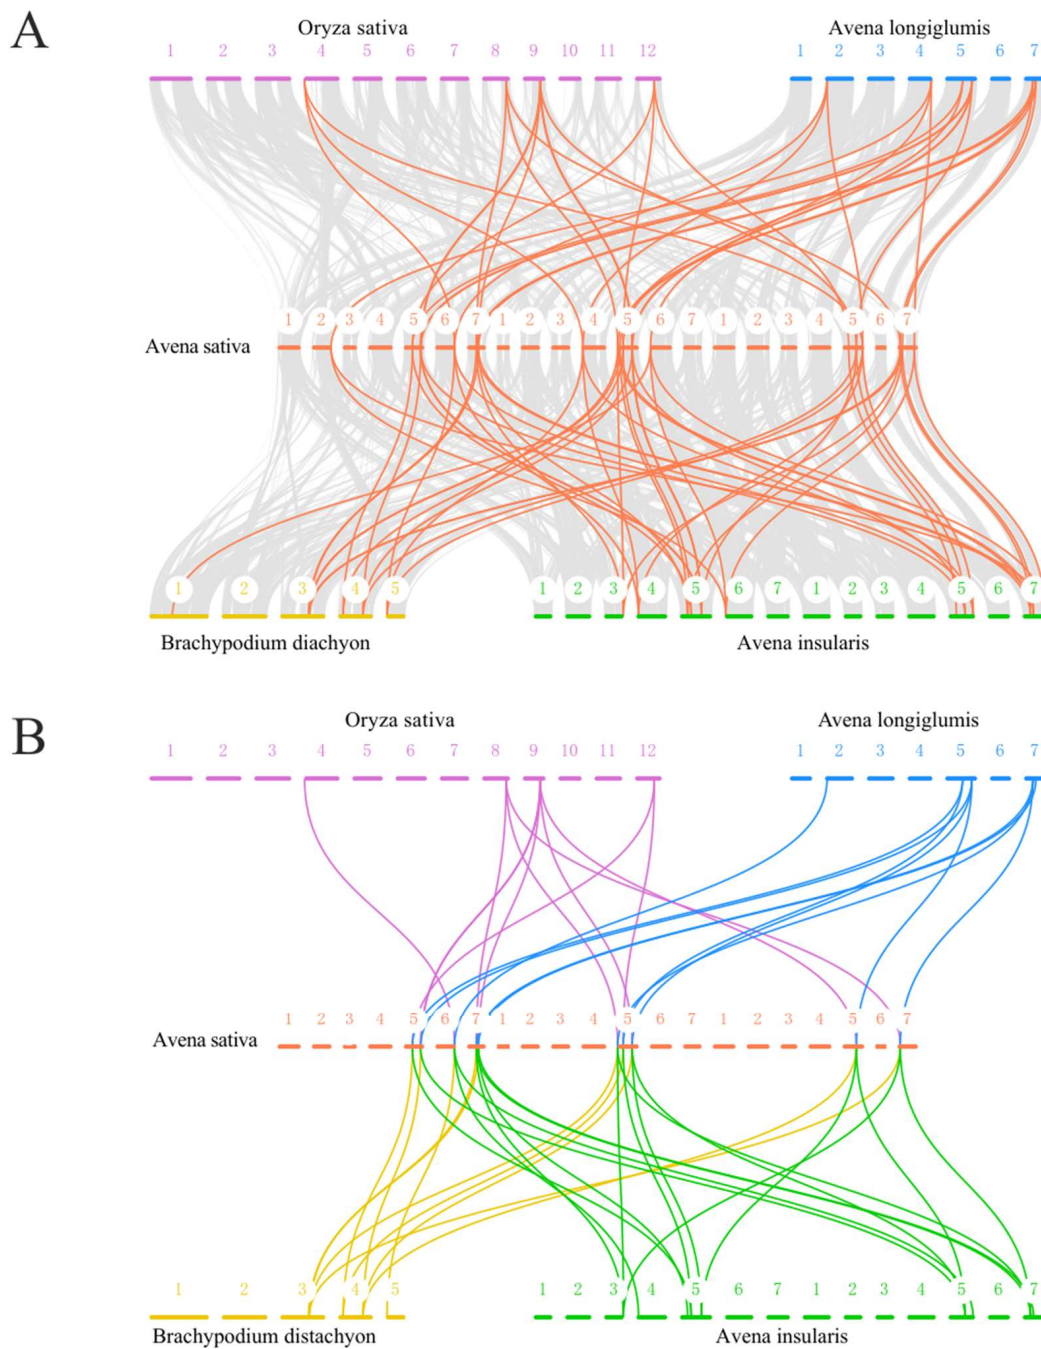 A
Oryza sativa
Avena longiglumis
1 2 3 4 5 6 7 8 9 10 11 12
1 2 3 4 5 6 7
1 2 3 4 5 6 7 1 2 3 4 5 6 7 1 2 3 4 5 6 7
Avena sativa
1 2 3 4 5
1 2 3 4 5 6 7 1 2 3 4 5 6 7
Brachypodium diachyon
Avena insularis
B
Oryza sativa
Avena longiglumis
1 2 3 4 5 6 7 8 9 10 11 12
1 2 3 4 5 6 7
1 2 3 4 5 6 7 1 2 3 4 5 6 7 1 2 3 4 5 6 7
Avena sativa
1 2 3 4 5
1 2 3 4 5 6 7 1 2 3 4 5 6 7
Brachypodium distachyon
Avena insularis